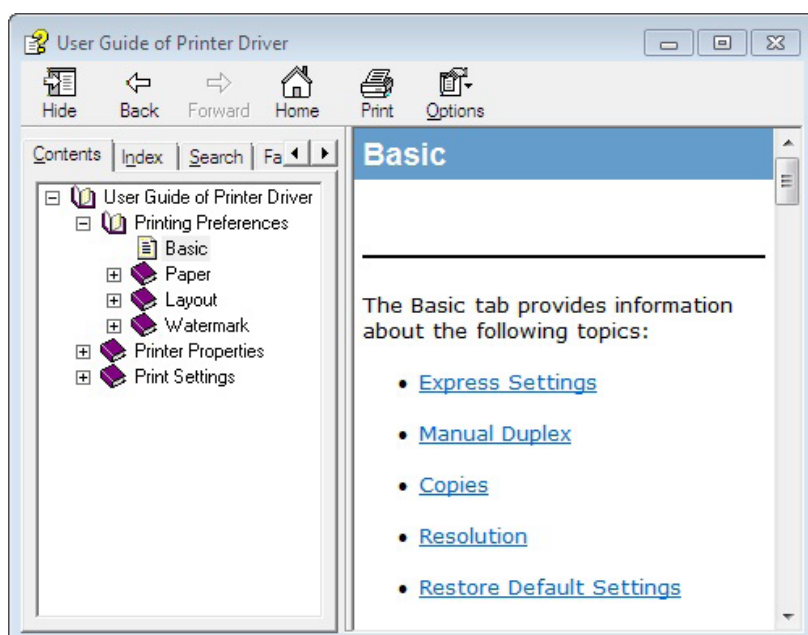 User Guide of Printer Driver
Hide Back Forward Home Print Options
Contents Index Search Fa
User Guide of Printer Driver
Printing Preferences
Basic
Paper
Layout
Watermark
Printer Properties
Print Settings
Basic
The Basic tab provides information
about the following topics:
• Express Settings
• Manual Duplex
• Copies
• Resolution
• Restore Default Settings